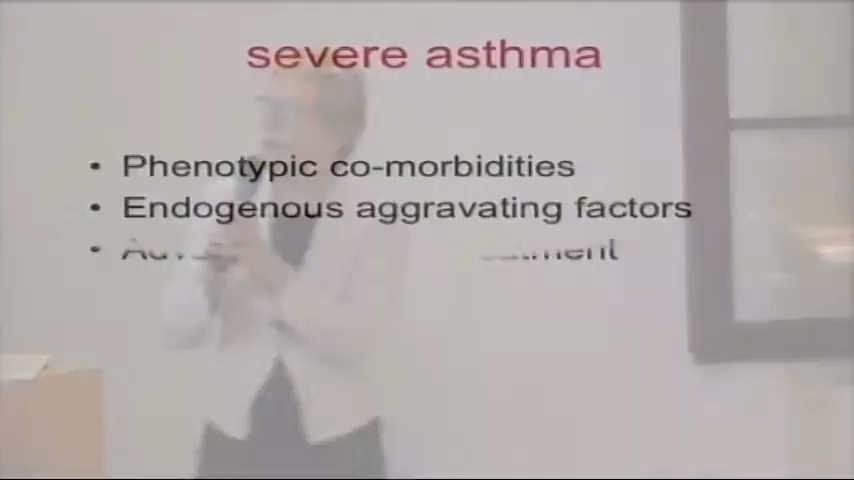 severe asthma
• Phenotypic co-morbidities
• Endogenous aggravating factors
•